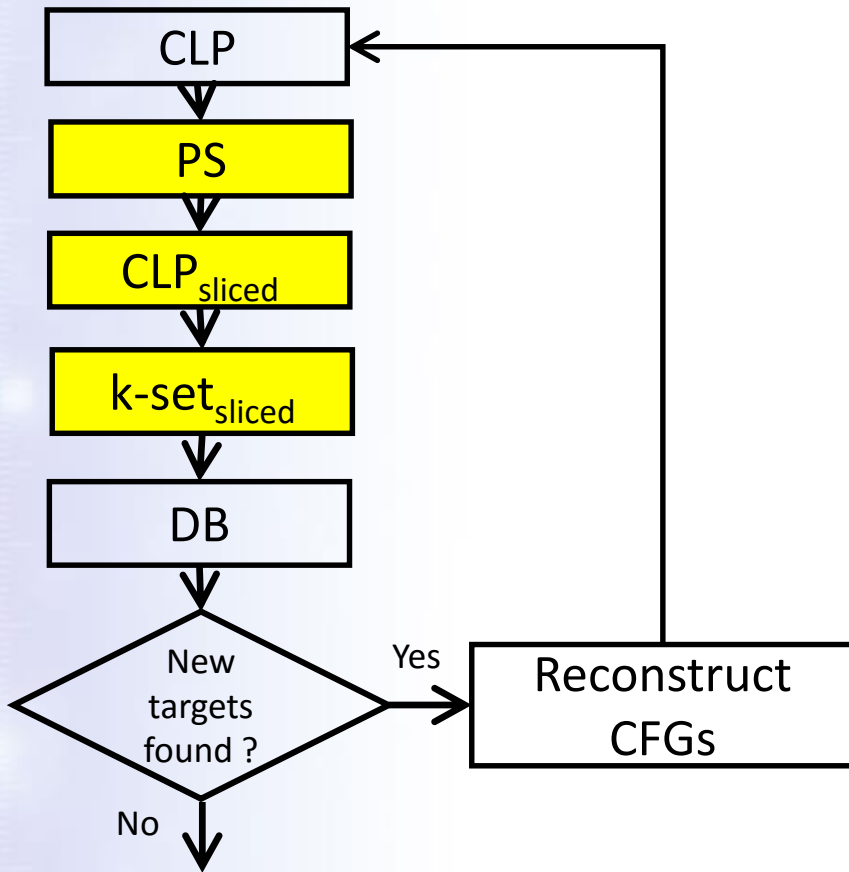 CLP
PS
CLPsliced
k-setsliced
DB
New
targets
found ?
Yes
Reconstruct
CFGs
No